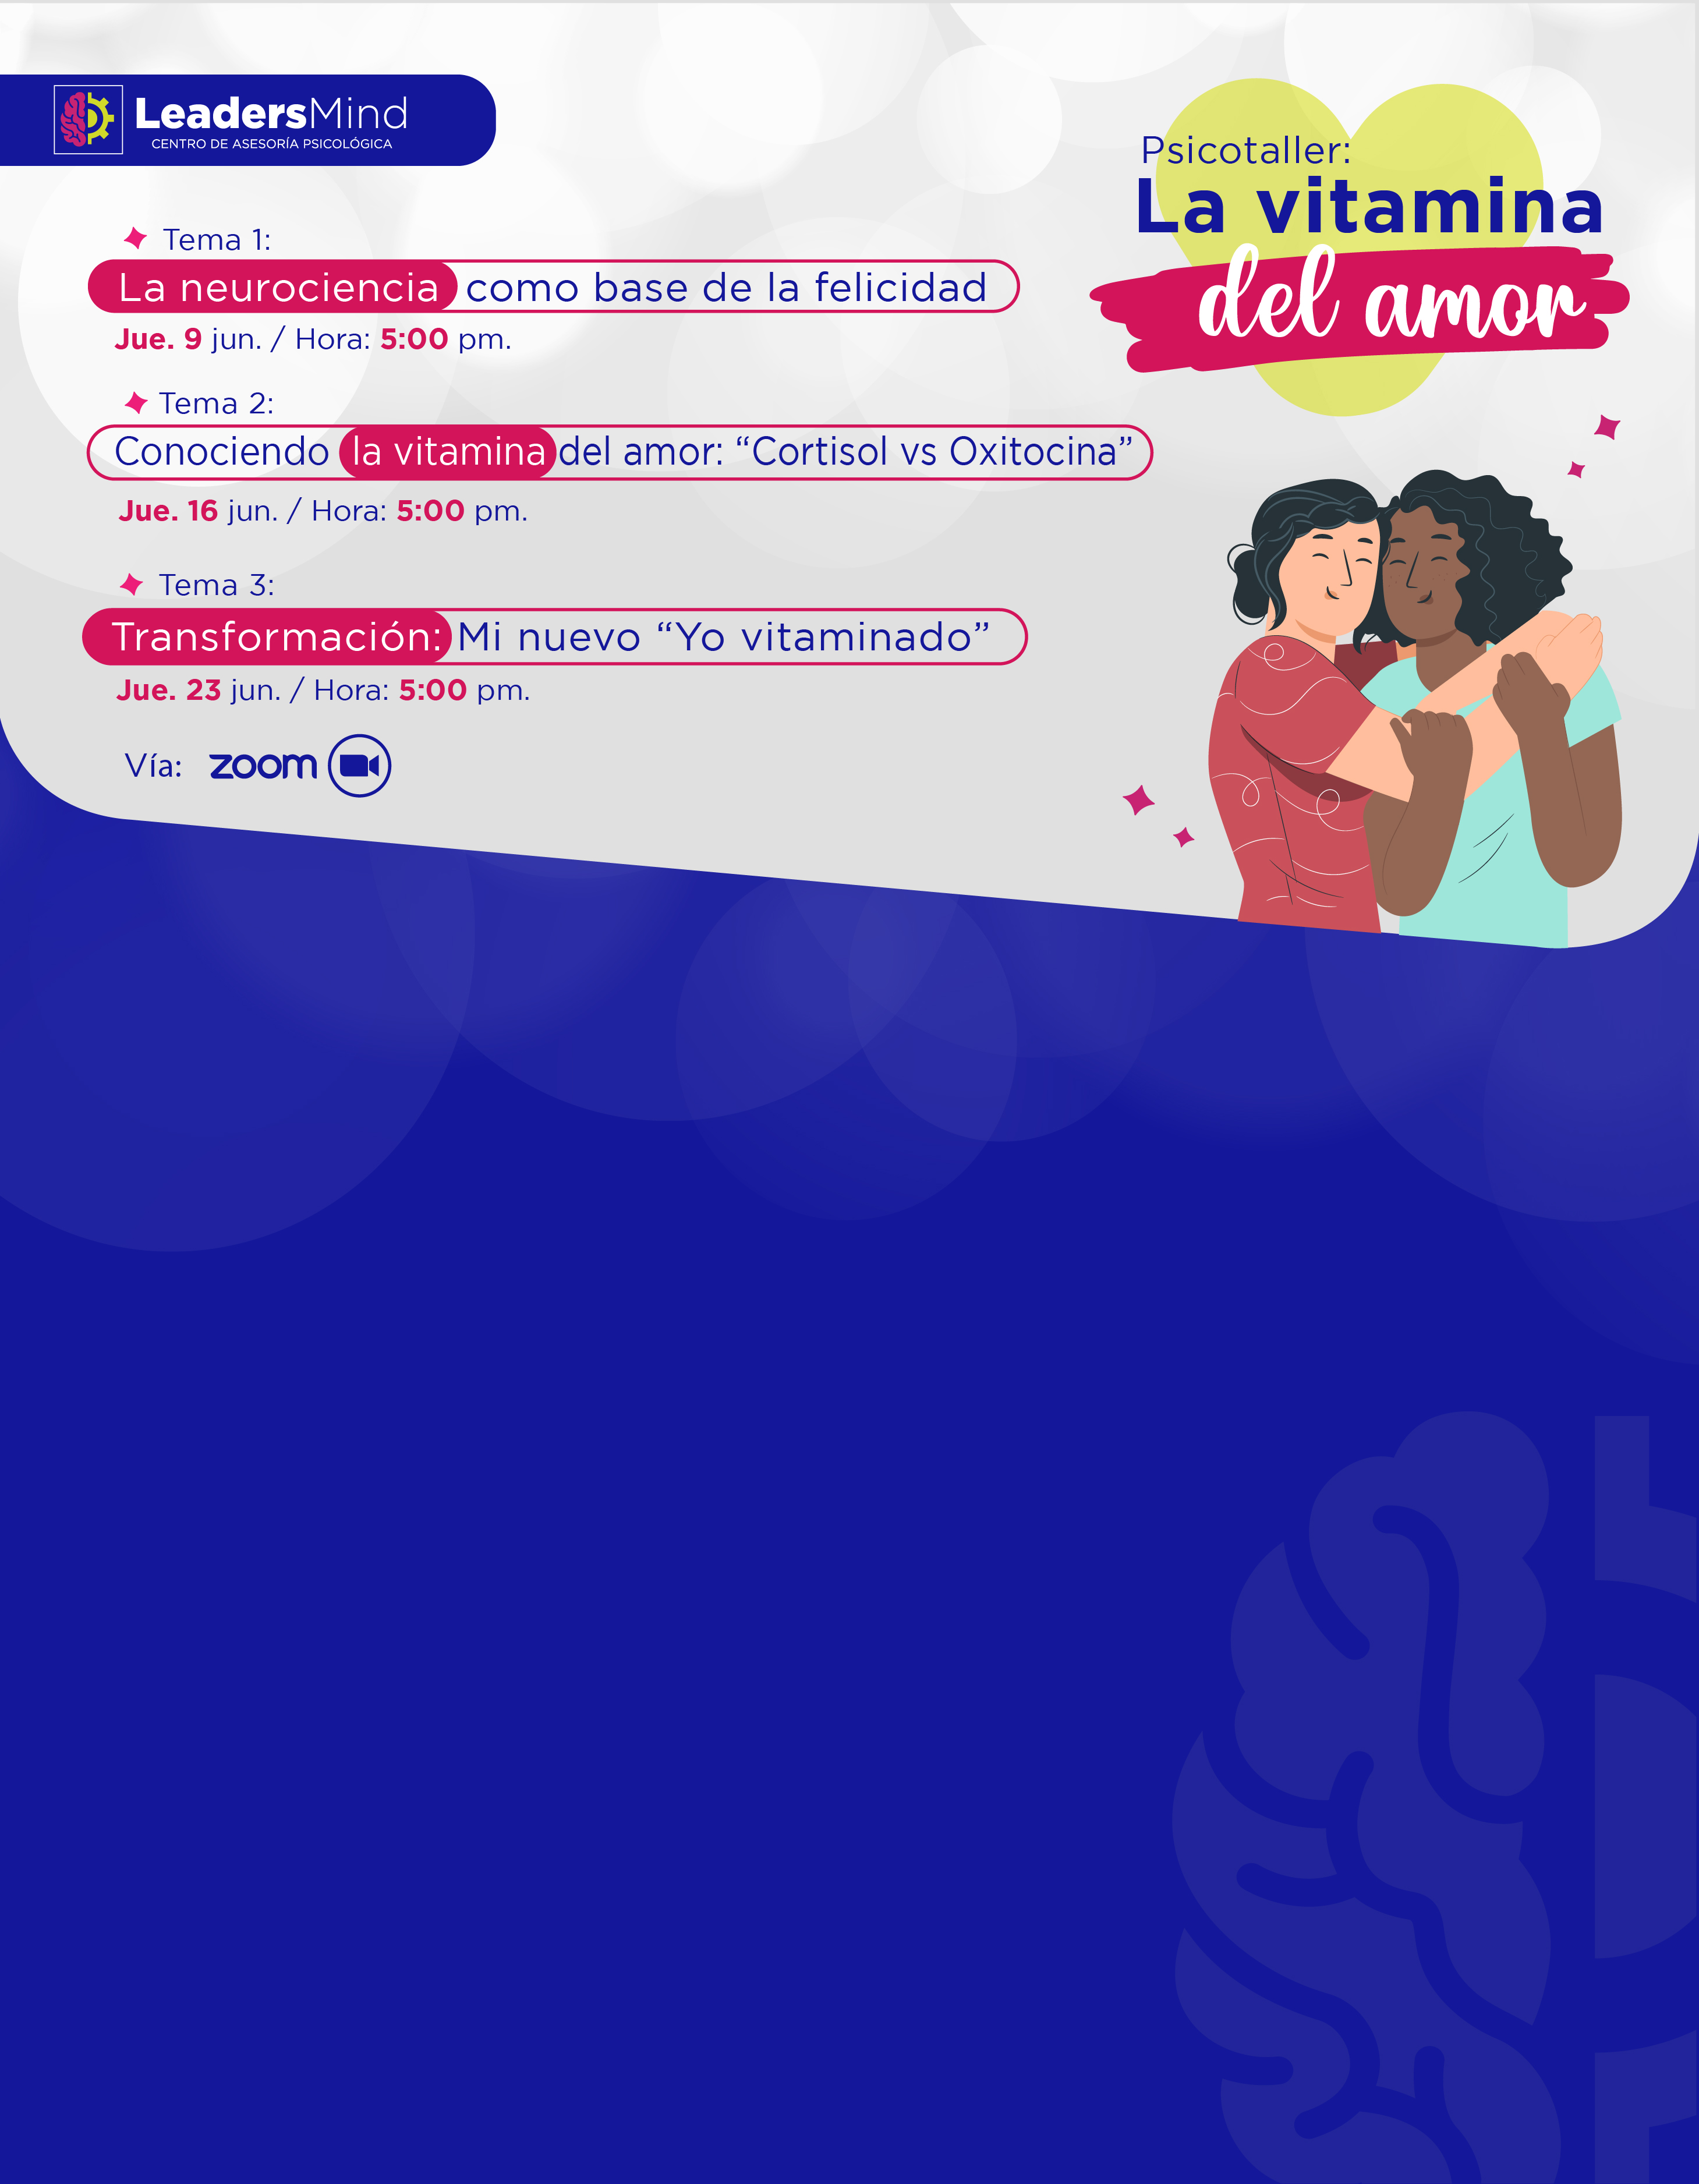 LeadersMind
CENTRO DE ASESORÍA PSICOLÓGICA
Psicotaller:
La vitamina
del amor
Tema 1:
La neurociencia como base de la felicidad
Jue. 9 jun. / Hora: 5:00 pm.
Tema 2:
Conociendo la vitamina del amor: “Cortisol vs Oxitocina”
Jue. 16 jun. / Hora: 5:00 pm.
Tema 3:
Transformación: Mi nuevo “Yo vitaminado”
Jue. 23 jun. / Hora: 5:00 pm.
Vía: zoom